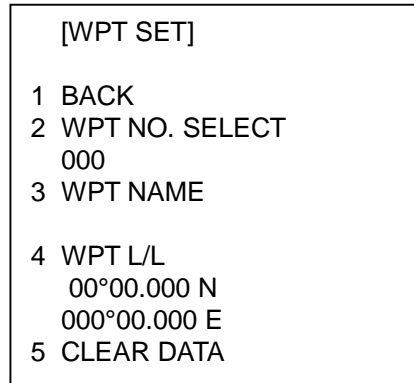 [WPT SET]
1 BACK
2 WPT NO. SELECT
000
3 WPT NAME
4 WPT L/L
00°00.000 N
000°00.000 E
5 CLEAR DATA